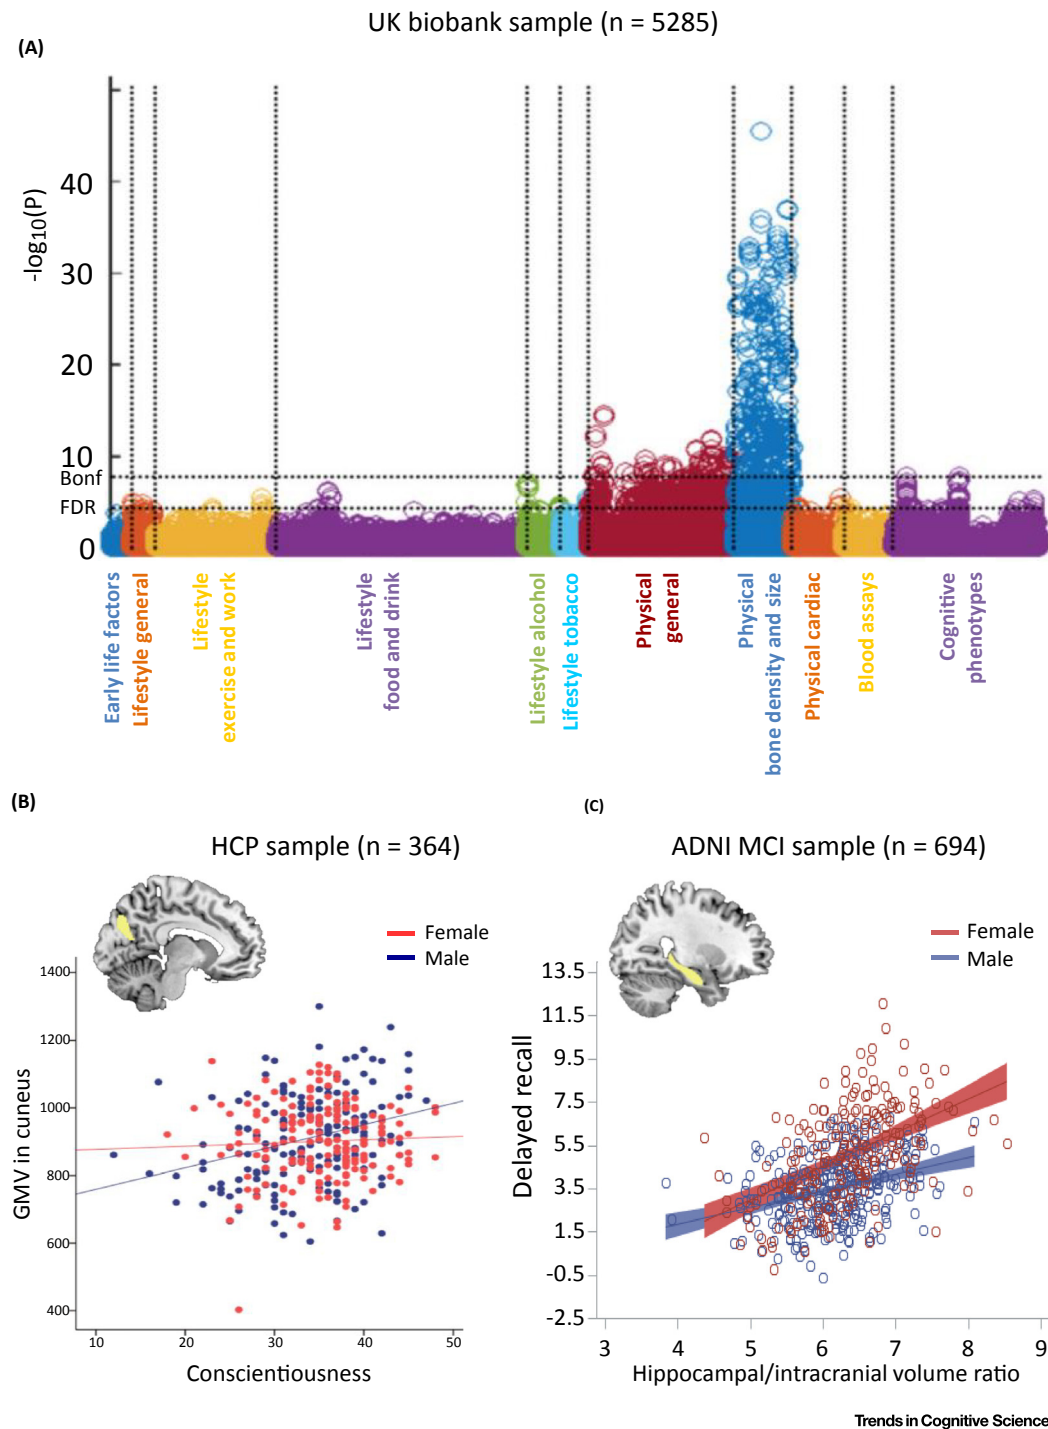 UK biobank sample (n = 5285)
(A)
-log10(P)
40
30
20
10
Bonf
FDR
0
Early life factors
Lifestyle general
Lifestyle
exercise and work
Lifestyle
food and drink
Lifestyle alcohol
Lifestyle tobacco
Physical
general
Physical
bone density and size
Physical cardiac
Blood assays
Cognitive
phenotypes
(B)
HCP sample (n = 364)
Female
Male
GMV in cuneus
1400
1200
1000
800
600
400
10 20 30 40 50
Conscientiousness
(C)
ADNI MCI sample (n = 694)
Female
Male
Delayed recall
13.5
11.5
9.5
7.5
5.5
3.5
1.5
-0.5
-2.5
3 4 5 6 7 8 9
Hippocampal/intracranial volume ratio
Trends in Cognitive Science